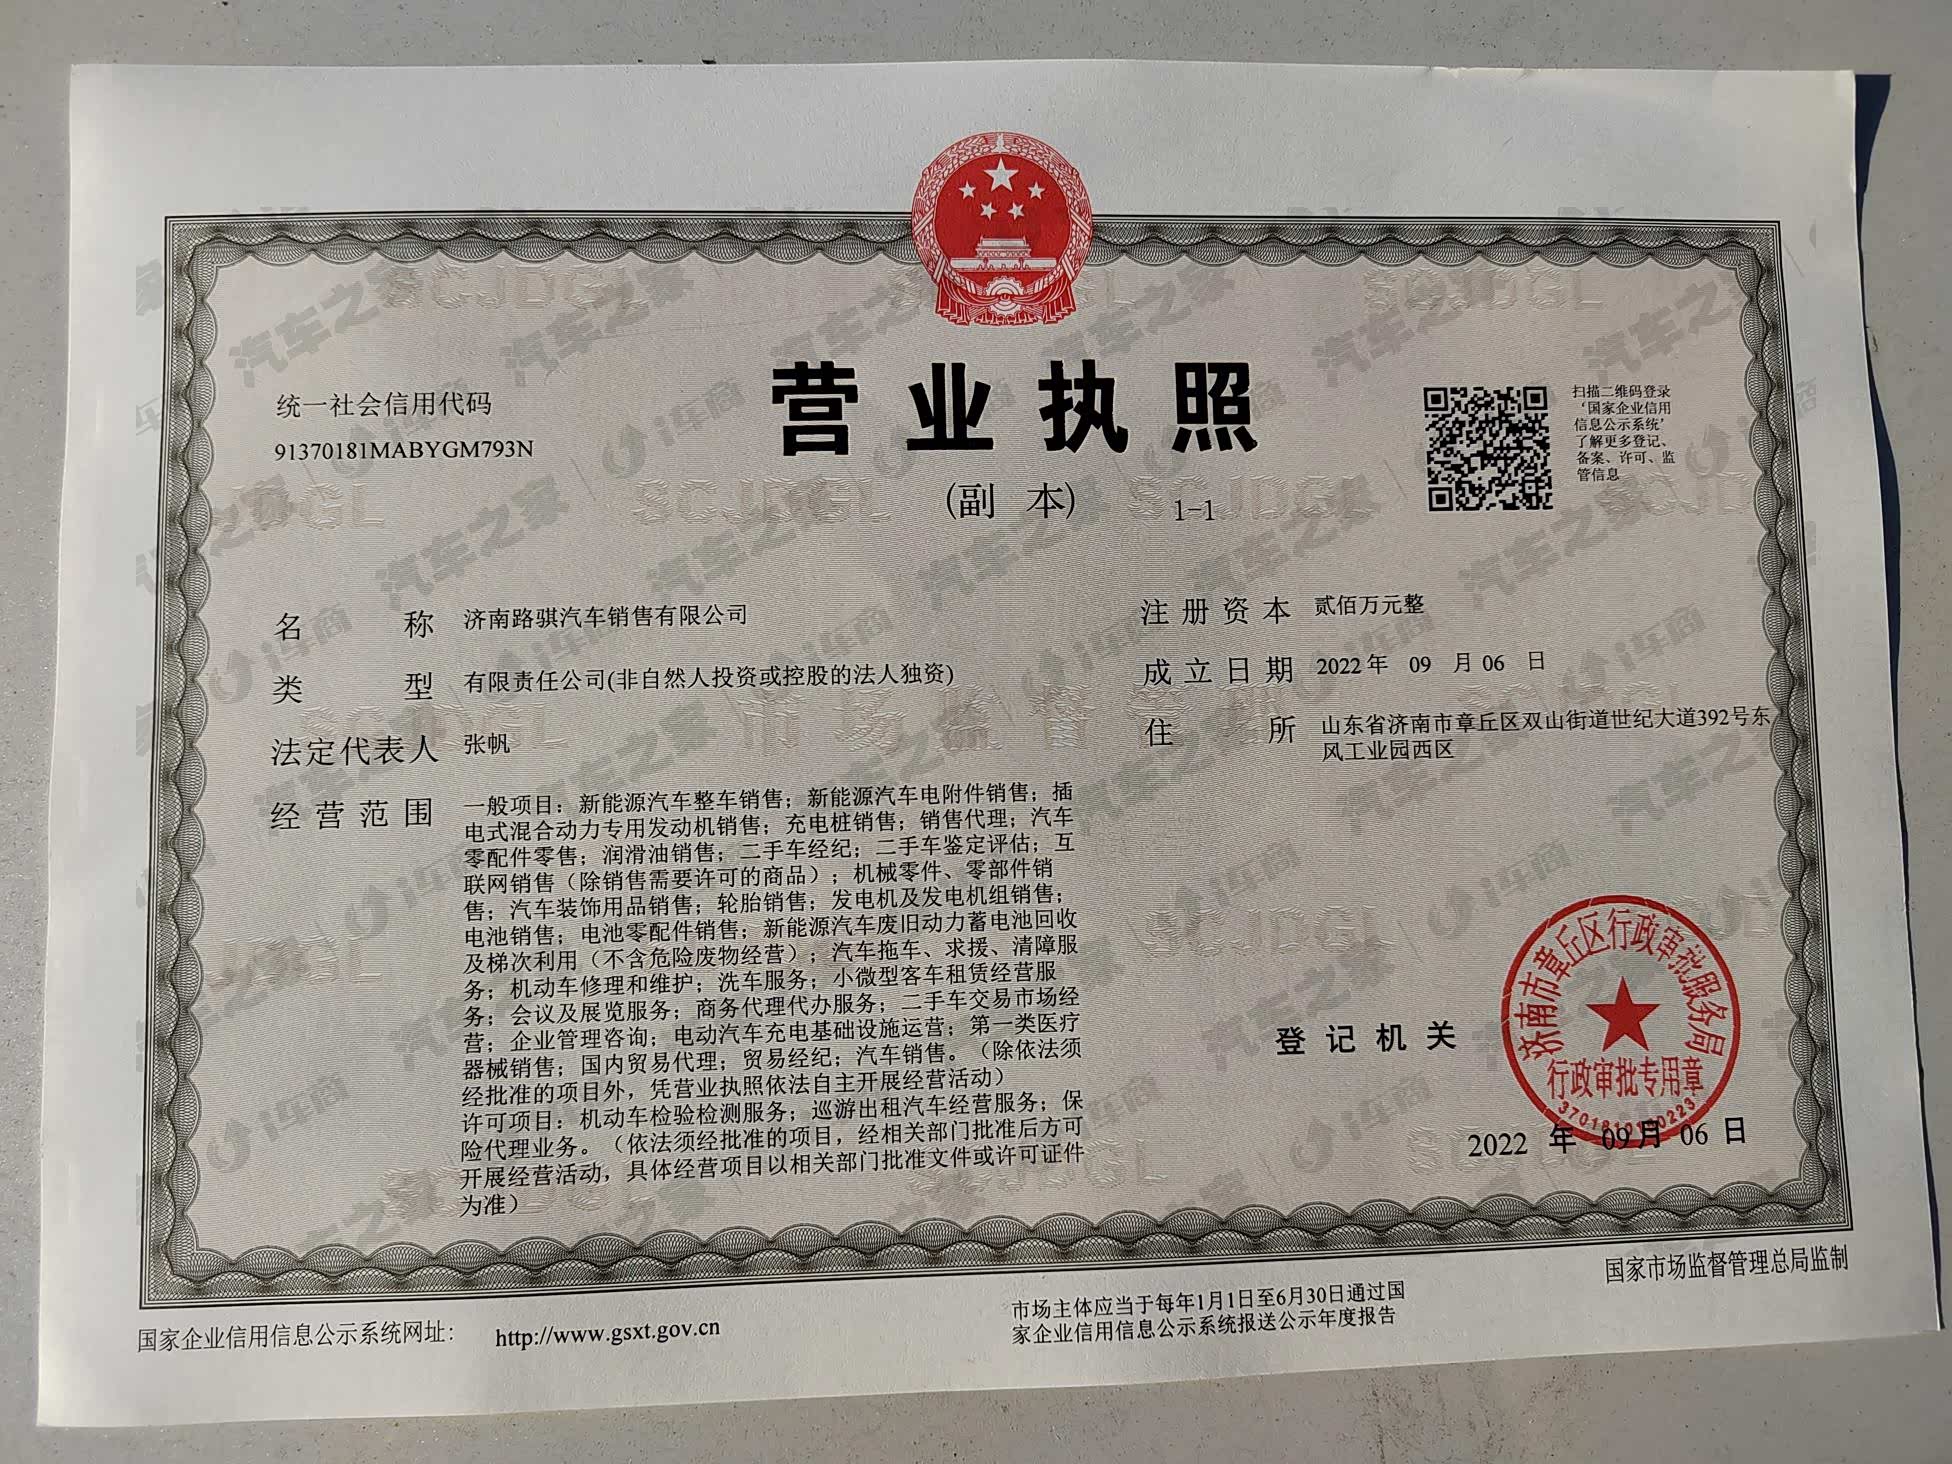 营业执照
(副 本) 1-1
统一社会信用代码
91370181MABYGM793N
扫描二维码登录
‘国家企业信用
信息公示系统’
了解更多登记、
备案、许可、监
管信息
名 称 济南路骐汽车销售有限公司
类 型 有限责任公司(非自然人投资或控股的法人独资)
法定代表人 张帆
经营范围 一般项目：新能源汽车整车销售；新能源汽车电附件销售；插
电式混合动力专用发动机销售；充电桩销售；销售代理；汽车
零配件零售；润滑油销售；二手车经纪；二手车鉴定评估；互
联网销售（除销售需要许可的商品）；机械零件、零部件销
售；汽车装饰用品销售；轮胎销售；发电机及发电机组销售；
电池销售；电池零配件销售；新能源汽车废旧动力蓄电池回收
及梯次利用（不含危险废物经营）；汽车拖车、求援、清障服
务；机动车修理和维护；洗车服务；小微型客车租赁经营服
务；会议及展览服务；商务代理代办服务；二手车交易市场经
营；企业管理咨询；电动汽车充电基础设施运营；第一类医疗
器械销售；国内贸易代理；贸易经纪；汽车销售。（除依法须
经批准的项目外，凭营业执照依法自主开展经营活动）
许可项目：机动车检验检测服务；巡游出租汽车经营服务；保
险代理业务。（依法须经批准的项目，经相关部门批准后方可
开展经营活动，具体经营项目以相关部门批准文件或许可证件
为准）
注册资本 贰佰万元整
成立日期 2022年 09 月06 日
住 所 山东省济南市章丘区双山街道世纪大道392号东
风工业园西区
登记机关
济南市章丘区行政审批服务局
行政审批专用章
2022 年 09月 06 日
国家企业信用信息公示系统网址： http://www.gsxt.gov.cn
市场主体应当于每年1月1日至6月30日通过国
家企业信用信息公示系统报送公示年度报告
国家市场监督管理总局监制
汽车之家 i车商
SCJDGL